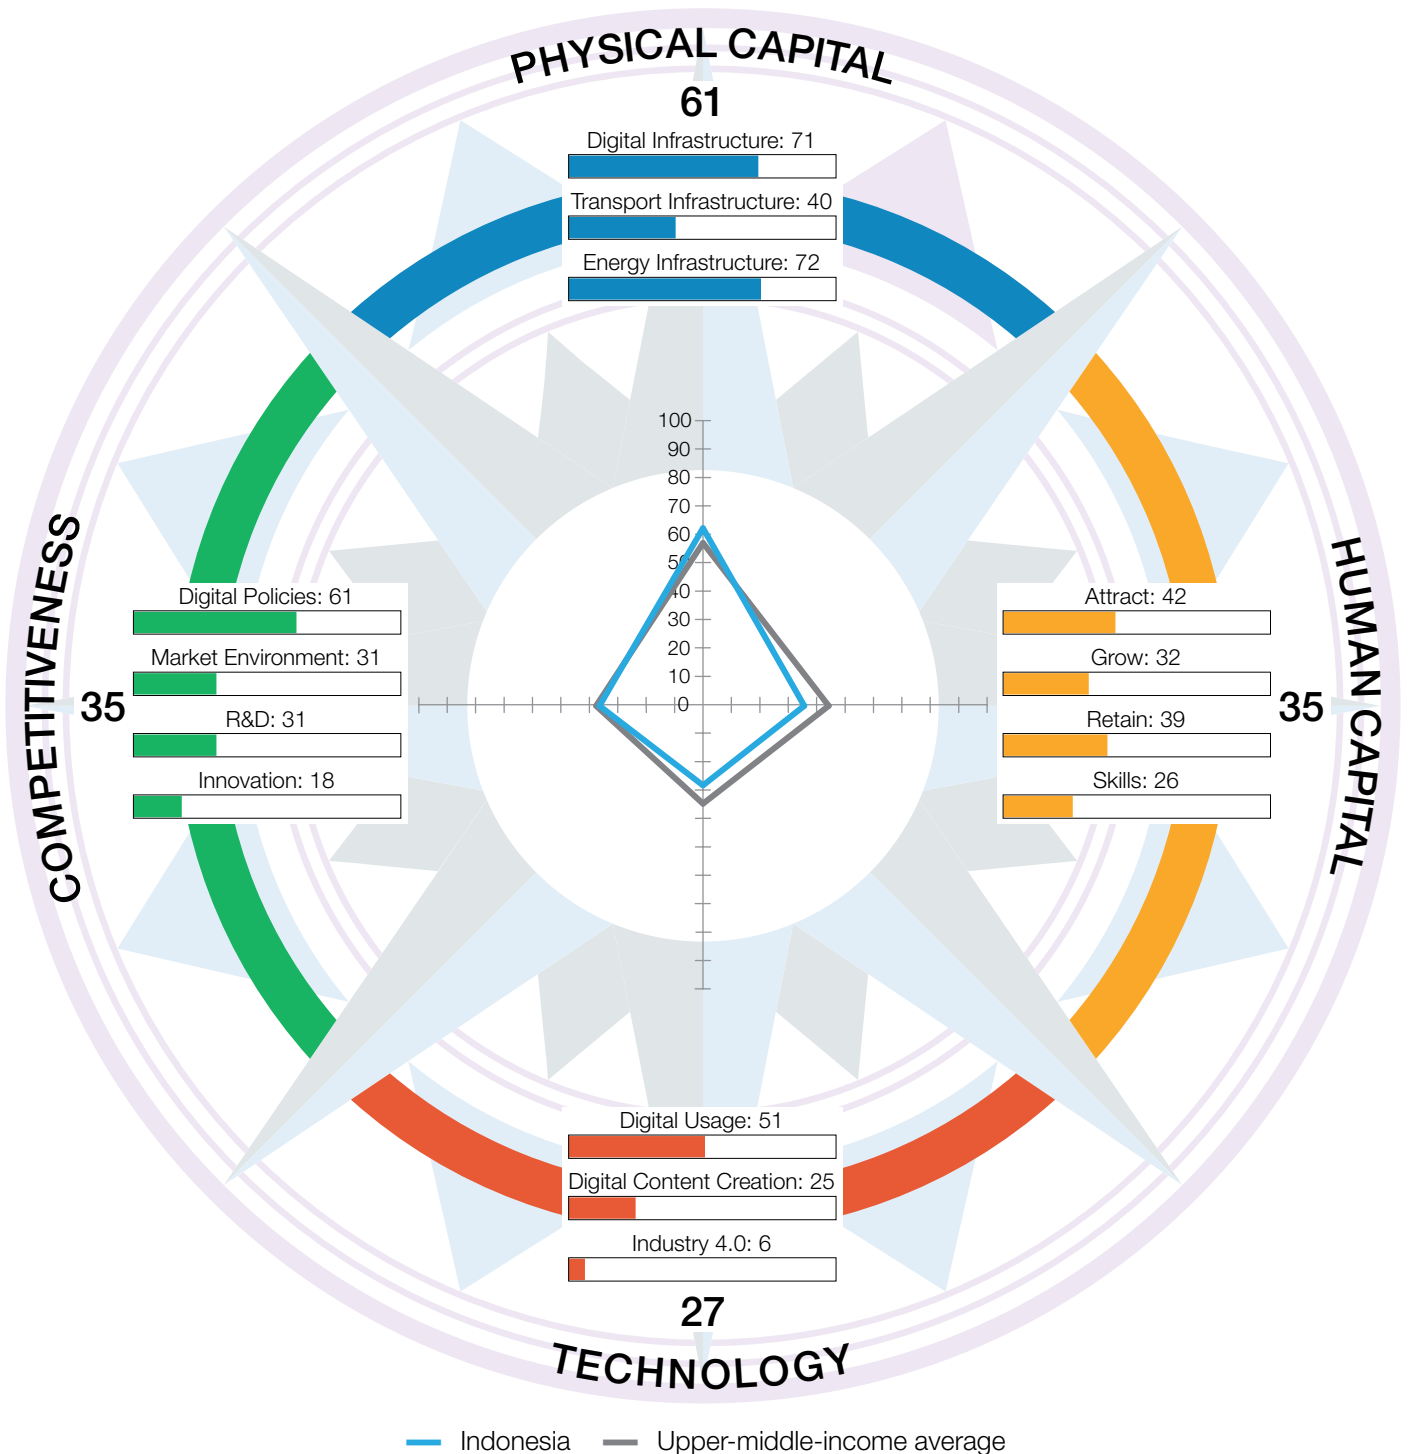 PHYSICAL CAPITAL
61
Digital Infrastructure: 71
Transport Infrastructure: 40
Energy Infrastructure: 72
100
90
80
70
60
50
40
30
20
10
0
COMPETITIVENESS
35
Digital Policies: 61
Market Environment: 31
R&D: 31
Innovation: 18
HUMAN CAPITAL
35
Attract: 42
Grow: 32
Retain: 39
Skills: 26
Digital Usage: 51
Digital Content Creation: 25
Industry 4.0: 6
27
TECHNOLOGY
Indonesia
Upper-middle-income average